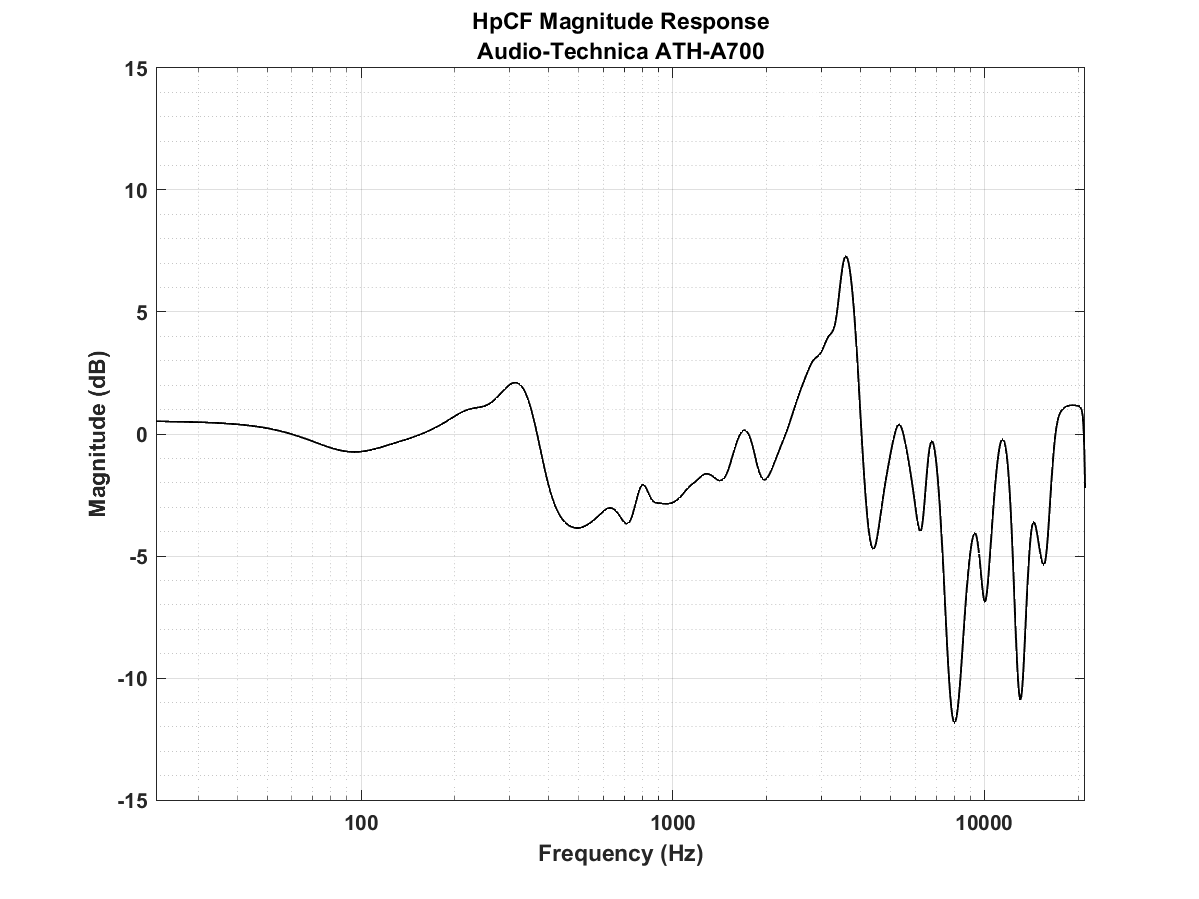 HpCF Magnitude Response
Audio-Technica ATH-A700
15
10
5
0
-5
-10
-15
Magnitude (dB)
100 1000 10000
Frequency (Hz)